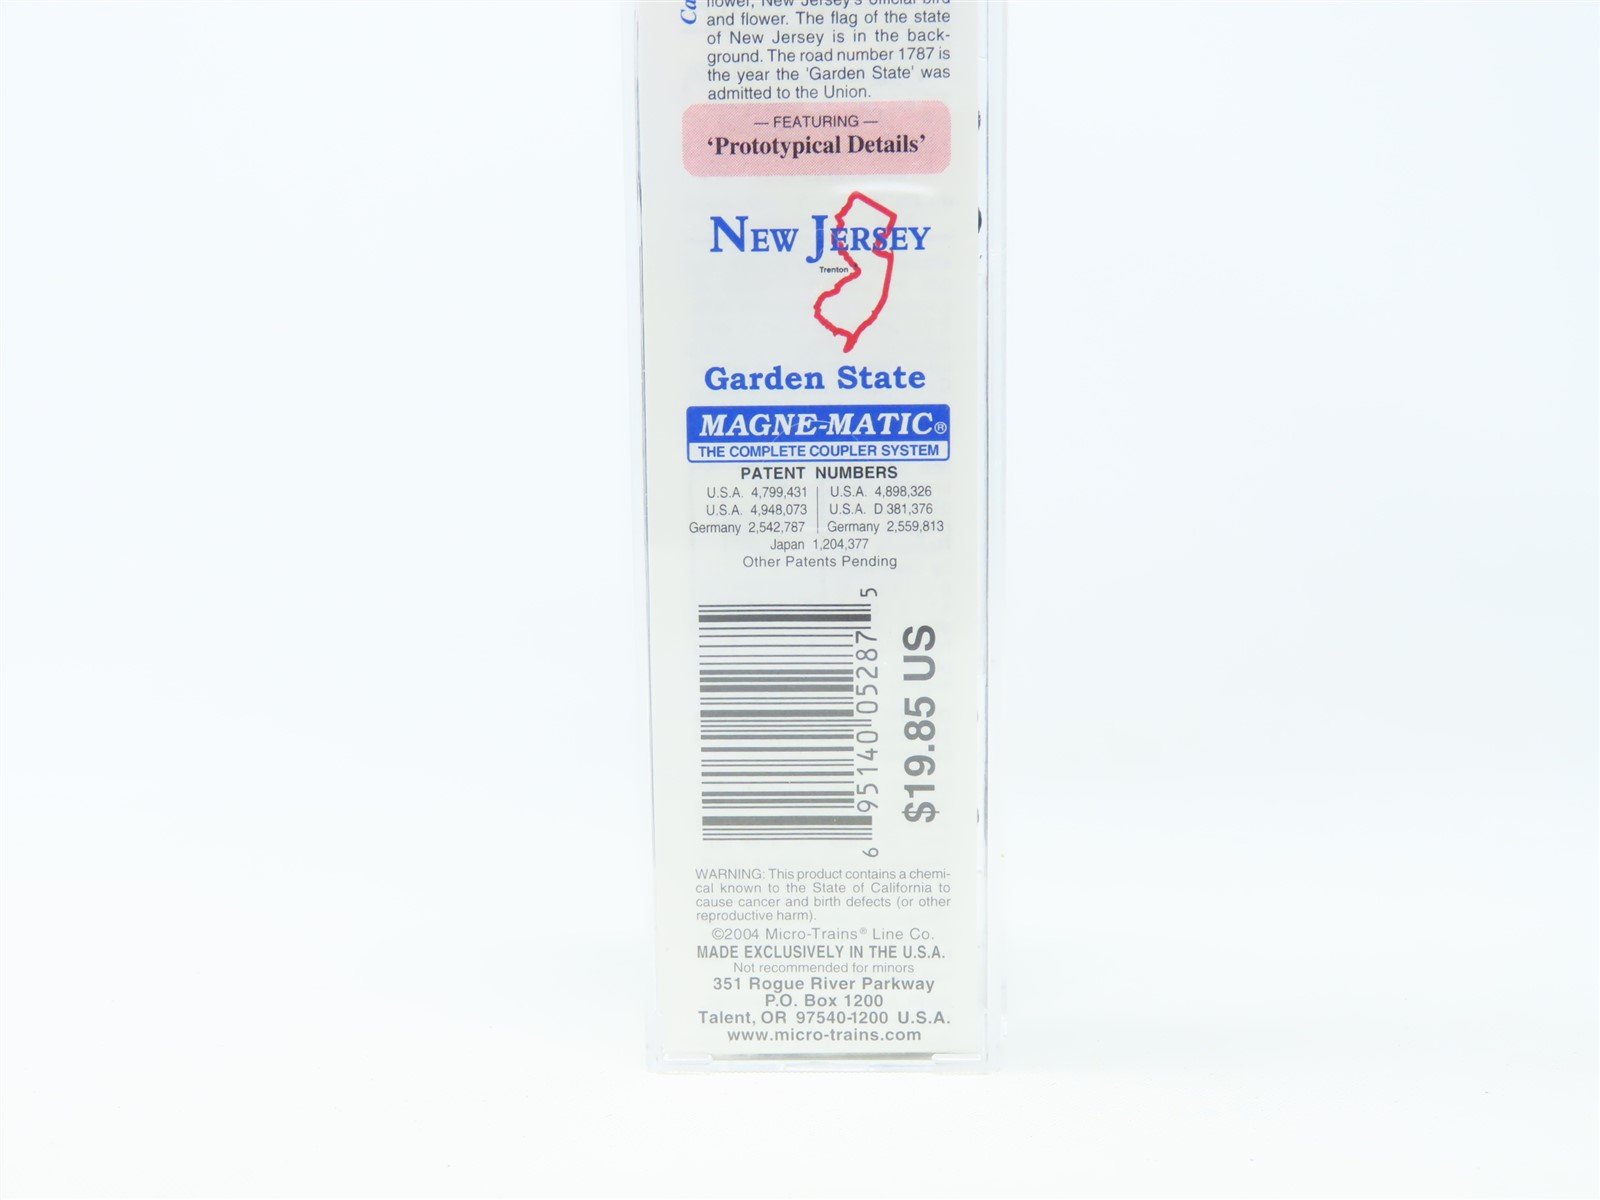 flower, New Jersey's official bird
and flower. The flag of the state
of New Jersey is in the back-
ground. The road number 1787 is
the year the 'Garden State' was
admitted to the Union.
— FEATURING —
'Prototypical Details'
NEW JERSEY
Trenton
Garden State
MAGNE-MATIC®
THE COMPLETE COUPLER SYSTEM
PATENT NUMBERS
U.S.A. 4,799,431 | U.S.A. 4,898,326
U.S.A. 4,948,073 | U.S.A. D 381,376
Germany 2,542,787 | Germany 2,559,813
Japan 1,204,377
Other Patents Pending
6 95140 05287 5
$19.85 US
WARNING: This product contains a chemi-
cal known to the State of California to
cause cancer and birth defects (or other
reproductive harm).
©2004 Micro-Trains® Line Co.
MADE EXCLUSIVELY IN THE U.S.A.
Not recommended for minors
351 Rogue River Parkway
P.O. Box 1200
Talent, OR 97540-1200 U.S.A.
www.micro-trains.com